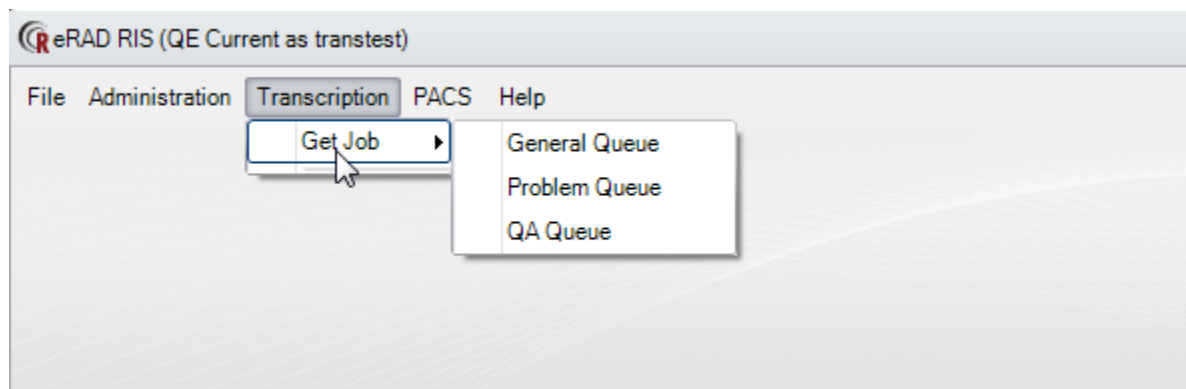 eRAD RIS (QE Current as transtest)
File Administration Transcription PACS Help
Get Job General Queue
Problem Queue
QA Queue